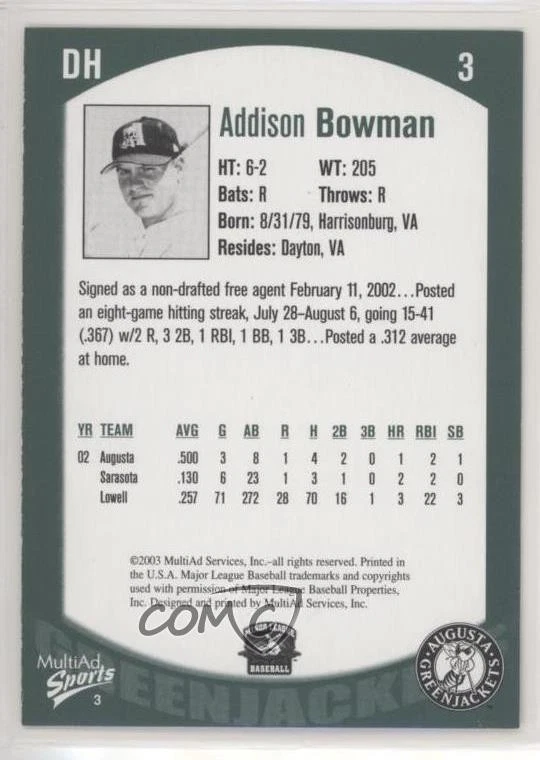 DH 3
Addison Bowman
HT: 6-2 WT: 205
Bats: R Throws: R
Born: 8/31/79, Harrisonburg, VA
Resides: Dayton, VA
Signed as a non-drafted free agent February 11, 2002...Posted
an eight-game hitting streak, July 28–August 6, going 15-41
(.367) w/2 R, 3 2B, 1 RBI, 1 BB, 1 3B...Posted a .312 average
at home.
YR TEAM AVG G AB R H 2B 3B HR RBI SB
02 Augusta .500 3 8 1 4 2 0 1 2 1
Sarasota .130 6 23 1 3 1 0 2 2 0
Lowell .257 71 272 28 70 16 1 3 22 3
©2003 MultiAd Services, Inc.–all rights reserved. Printed in
the U.S.A. Major League Baseball trademarks and copyrights
used with permission of Major League Baseball Properties,
Inc. Designed and printed by MultiAd Services, Inc.
COMC
MINOR LEAGUE
BASEBALL
GREENJACKETS
MultiAd
Sports
3
AUGUSTA
GREENJACKETS